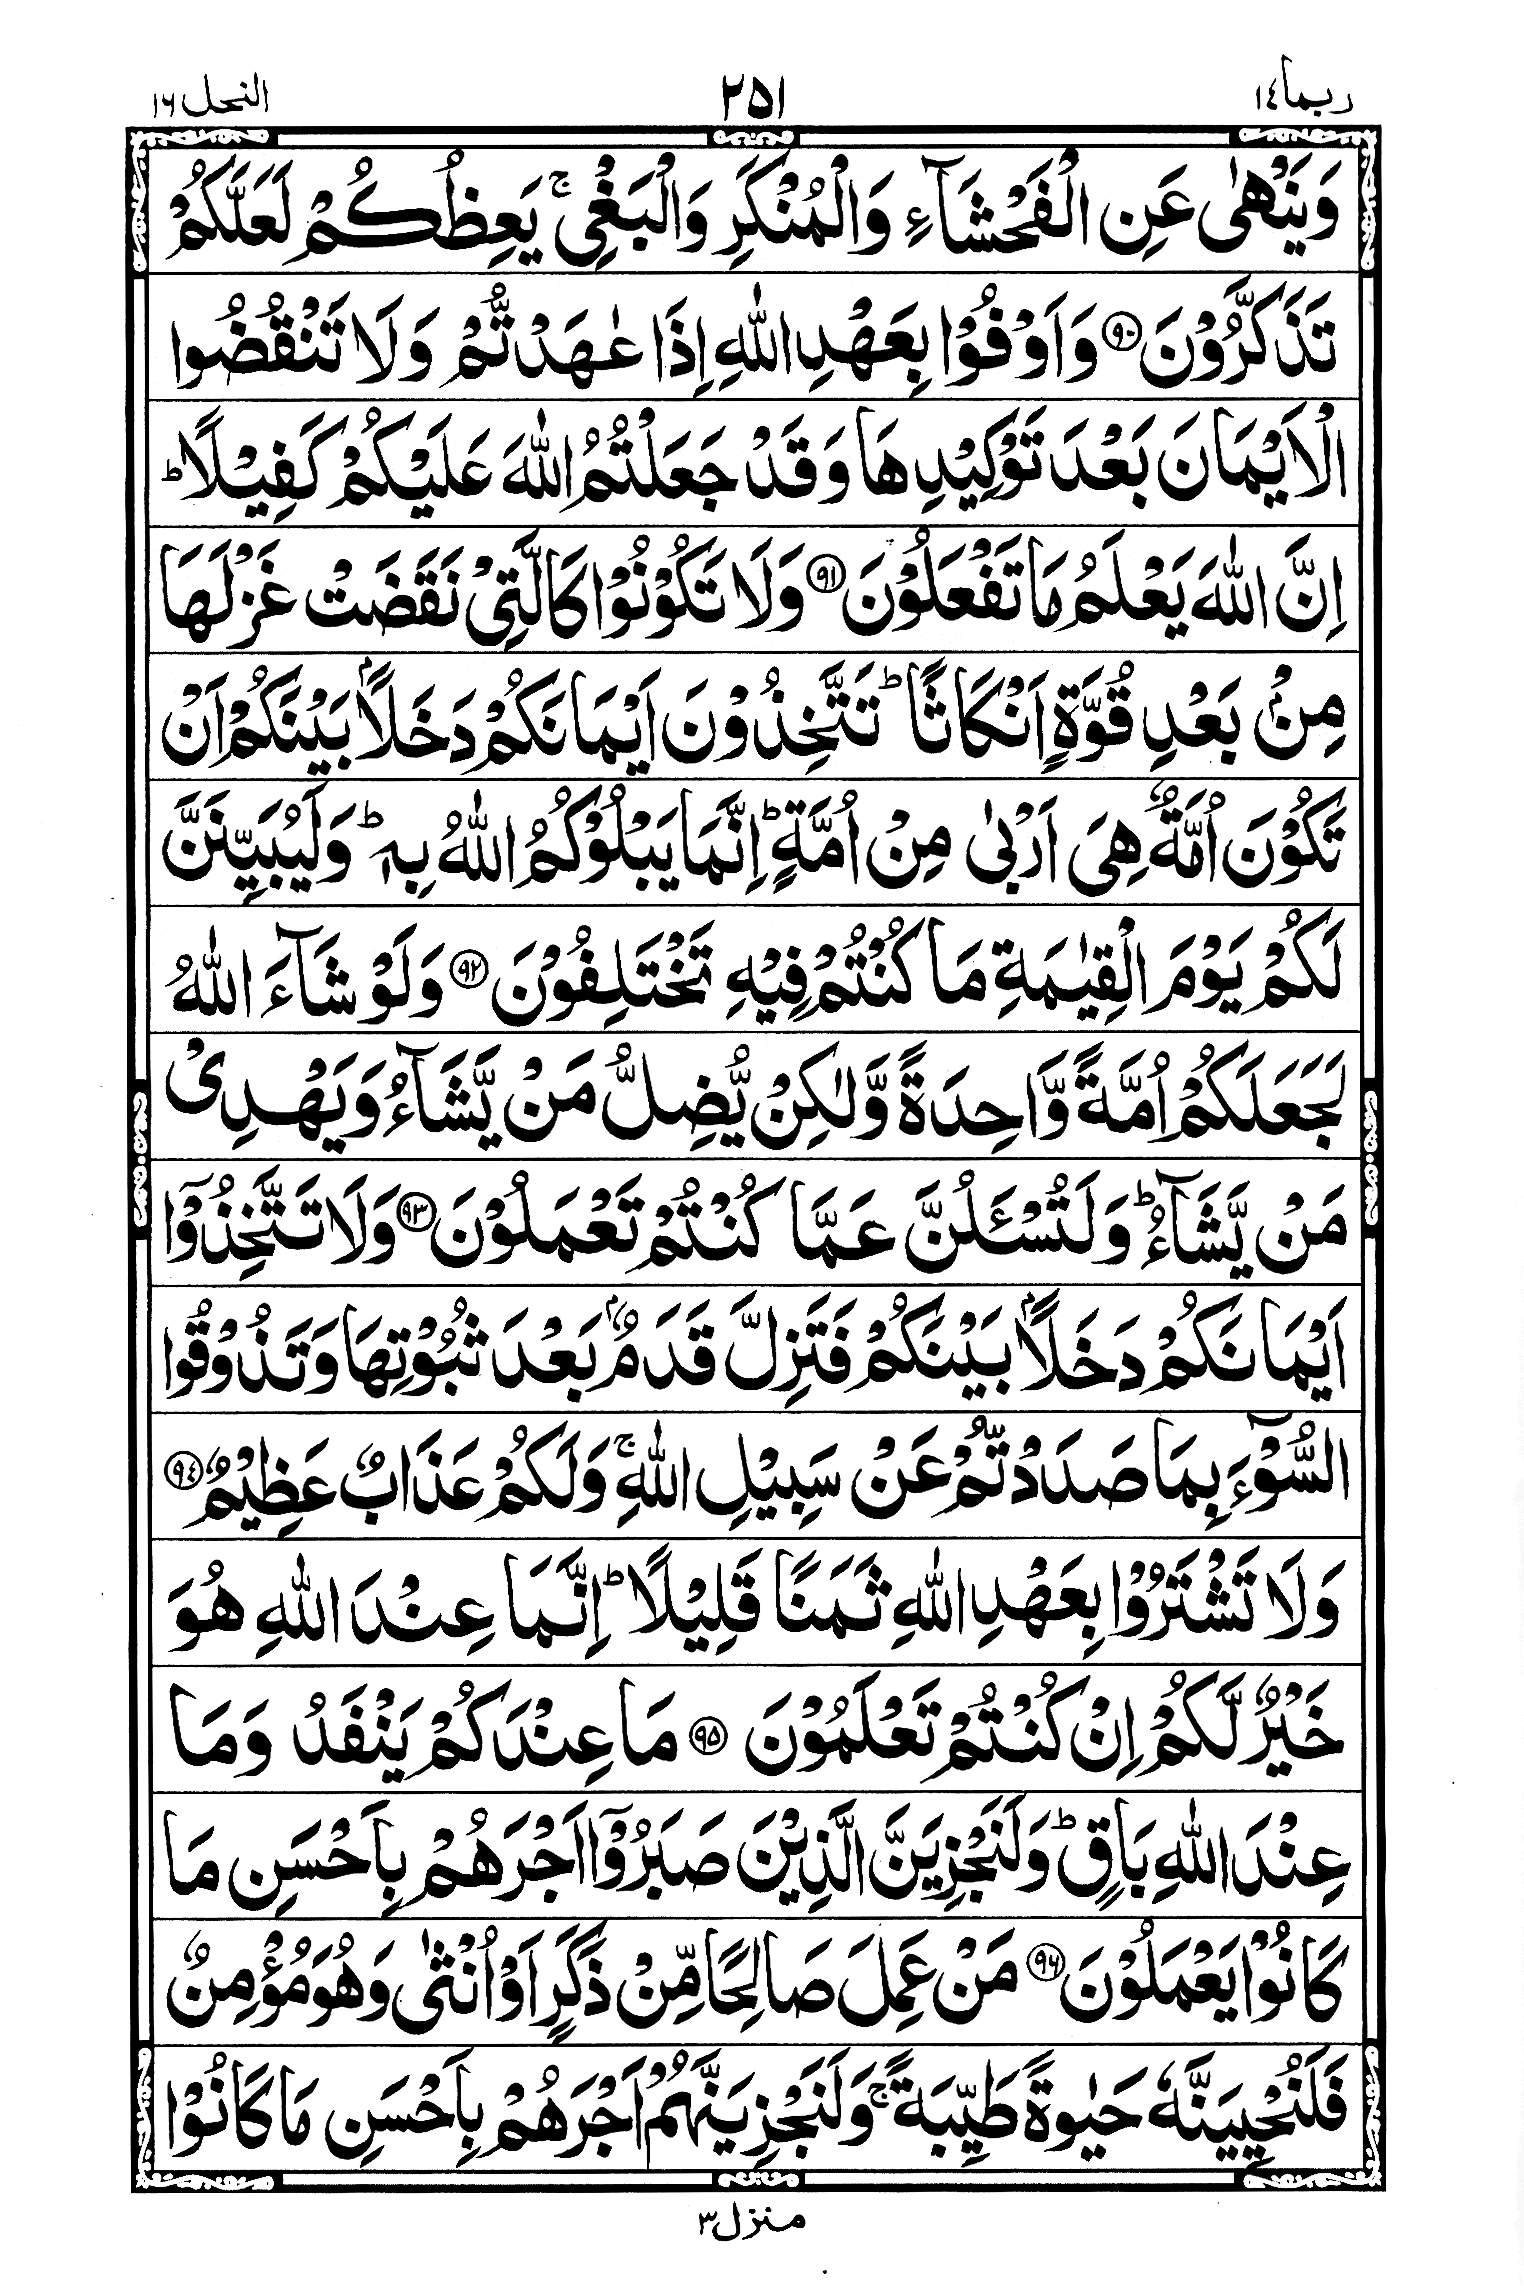 ربما ١٤ ٢٥١ النحل ١٦
وَيَنْهٰى عَنِ الْفَحْشَآءِ وَالْمُنْكَرِ وَالْبَغْيِ ۚ يَعِظُكُمْ لَعَلَّكُمْ
تَذَكَّرُوْنَ ﴿٩٠﴾ وَاَوْفُوْا بِعَهْدِ اللّٰهِ اِذَا عٰهَدْتُّمْ وَلَا تَنْقُضُوا
الْاَيْمَانَ بَعْدَ تَوْكِيْدِهَا وَقَدْ جَعَلْتُمُ اللّٰهَ عَلَيْكُمْ كَفِيْلًا ؕ
اِنَّ اللّٰهَ يَعْلَمُ مَا تَفْعَلُوْنَ ﴿٩١﴾ وَلَا تَكُوْنُوْا كَالَّتِيْ نَقَضَتْ غَزْلَهَا
مِنْۢ بَعْدِ قُوَّةٍ اَنْكَاثًا ؕ تَتَّخِذُوْنَ اَيْمَانَكُمْ دَخَلًاۢ بَيْنَكُمْ اَنْ
تَكُوْنَ اُمَّةٌ هِيَ اَرْبٰى مِنْ اُمَّةٍ ؕ اِنَّمَا يَبْلُوْكُمُ اللّٰهُ بِهٖ ؕ وَلَيُبَيِّنَنَّ
لَكُمْ يَوْمَ الْقِيٰمَةِ مَا كُنْتُمْ فِيْهِ تَخْتَلِفُوْنَ ﴿٩٢﴾ وَلَوْ شَآءَ اللّٰهُ
لَجَعَلَكُمْ اُمَّةً وَّاحِدَةً وَّلٰكِنْ يُّضِلُّ مَنْ يَّشَآءُ وَيَهْدِيْ
مَنْ يَّشَآءُ ؕ وَلَتُسْـَٔلُنَّ عَمَّا كُنْتُمْ تَعْمَلُوْنَ ﴿٩٣﴾ وَلَا تَتَّخِذُوْۤا
اَيْمَانَكُمْ دَخَلًاۢ بَيْنَكُمْ فَتَزِلَّ قَدَمٌۢ بَعْدَ ثُبُوْتِهَا وَتَذُوْقُوا
السُّوْٓءَ بِمَا صَدَدْتُّمْ عَنْ سَبِيْلِ اللّٰهِ ۚ وَلَكُمْ عَذَابٌ عَظِيْمٌ ﴿٩٤﴾
وَلَا تَشْتَرُوْا بِعَهْدِ اللّٰهِ ثَمَنًا قَلِيْلًا ؕ اِنَّمَا عِنْدَ اللّٰهِ هُوَ
خَيْرٌ لَّكُمْ اِنْ كُنْتُمْ تَعْلَمُوْنَ ﴿٩٥﴾ مَا عِنْدَكُمْ يَنْفَدُ وَمَا
عِنْدَ اللّٰهِ بَاقٍ ؕ وَلَنَجْزِيَنَّ الَّذِيْنَ صَبَرُوْۤا اَجْرَهُمْ بِاَحْسَنِ مَا
كَانُوْا يَعْمَلُوْنَ ﴿٩٦﴾ مَنْ عَمِلَ صَالِحًا مِّنْ ذَكَرٍ اَوْ اُنْثٰى وَهُوَ مُؤْمِنٌ
فَلَنُحْيِيَنَّهٗ حَيٰوةً طَيِّبَةً ۚ وَلَنَجْزِيَنَّهُمْ اَجْرَهُمْ بِاَحْسَنِ مَا كَانُوْا
منزل ٣